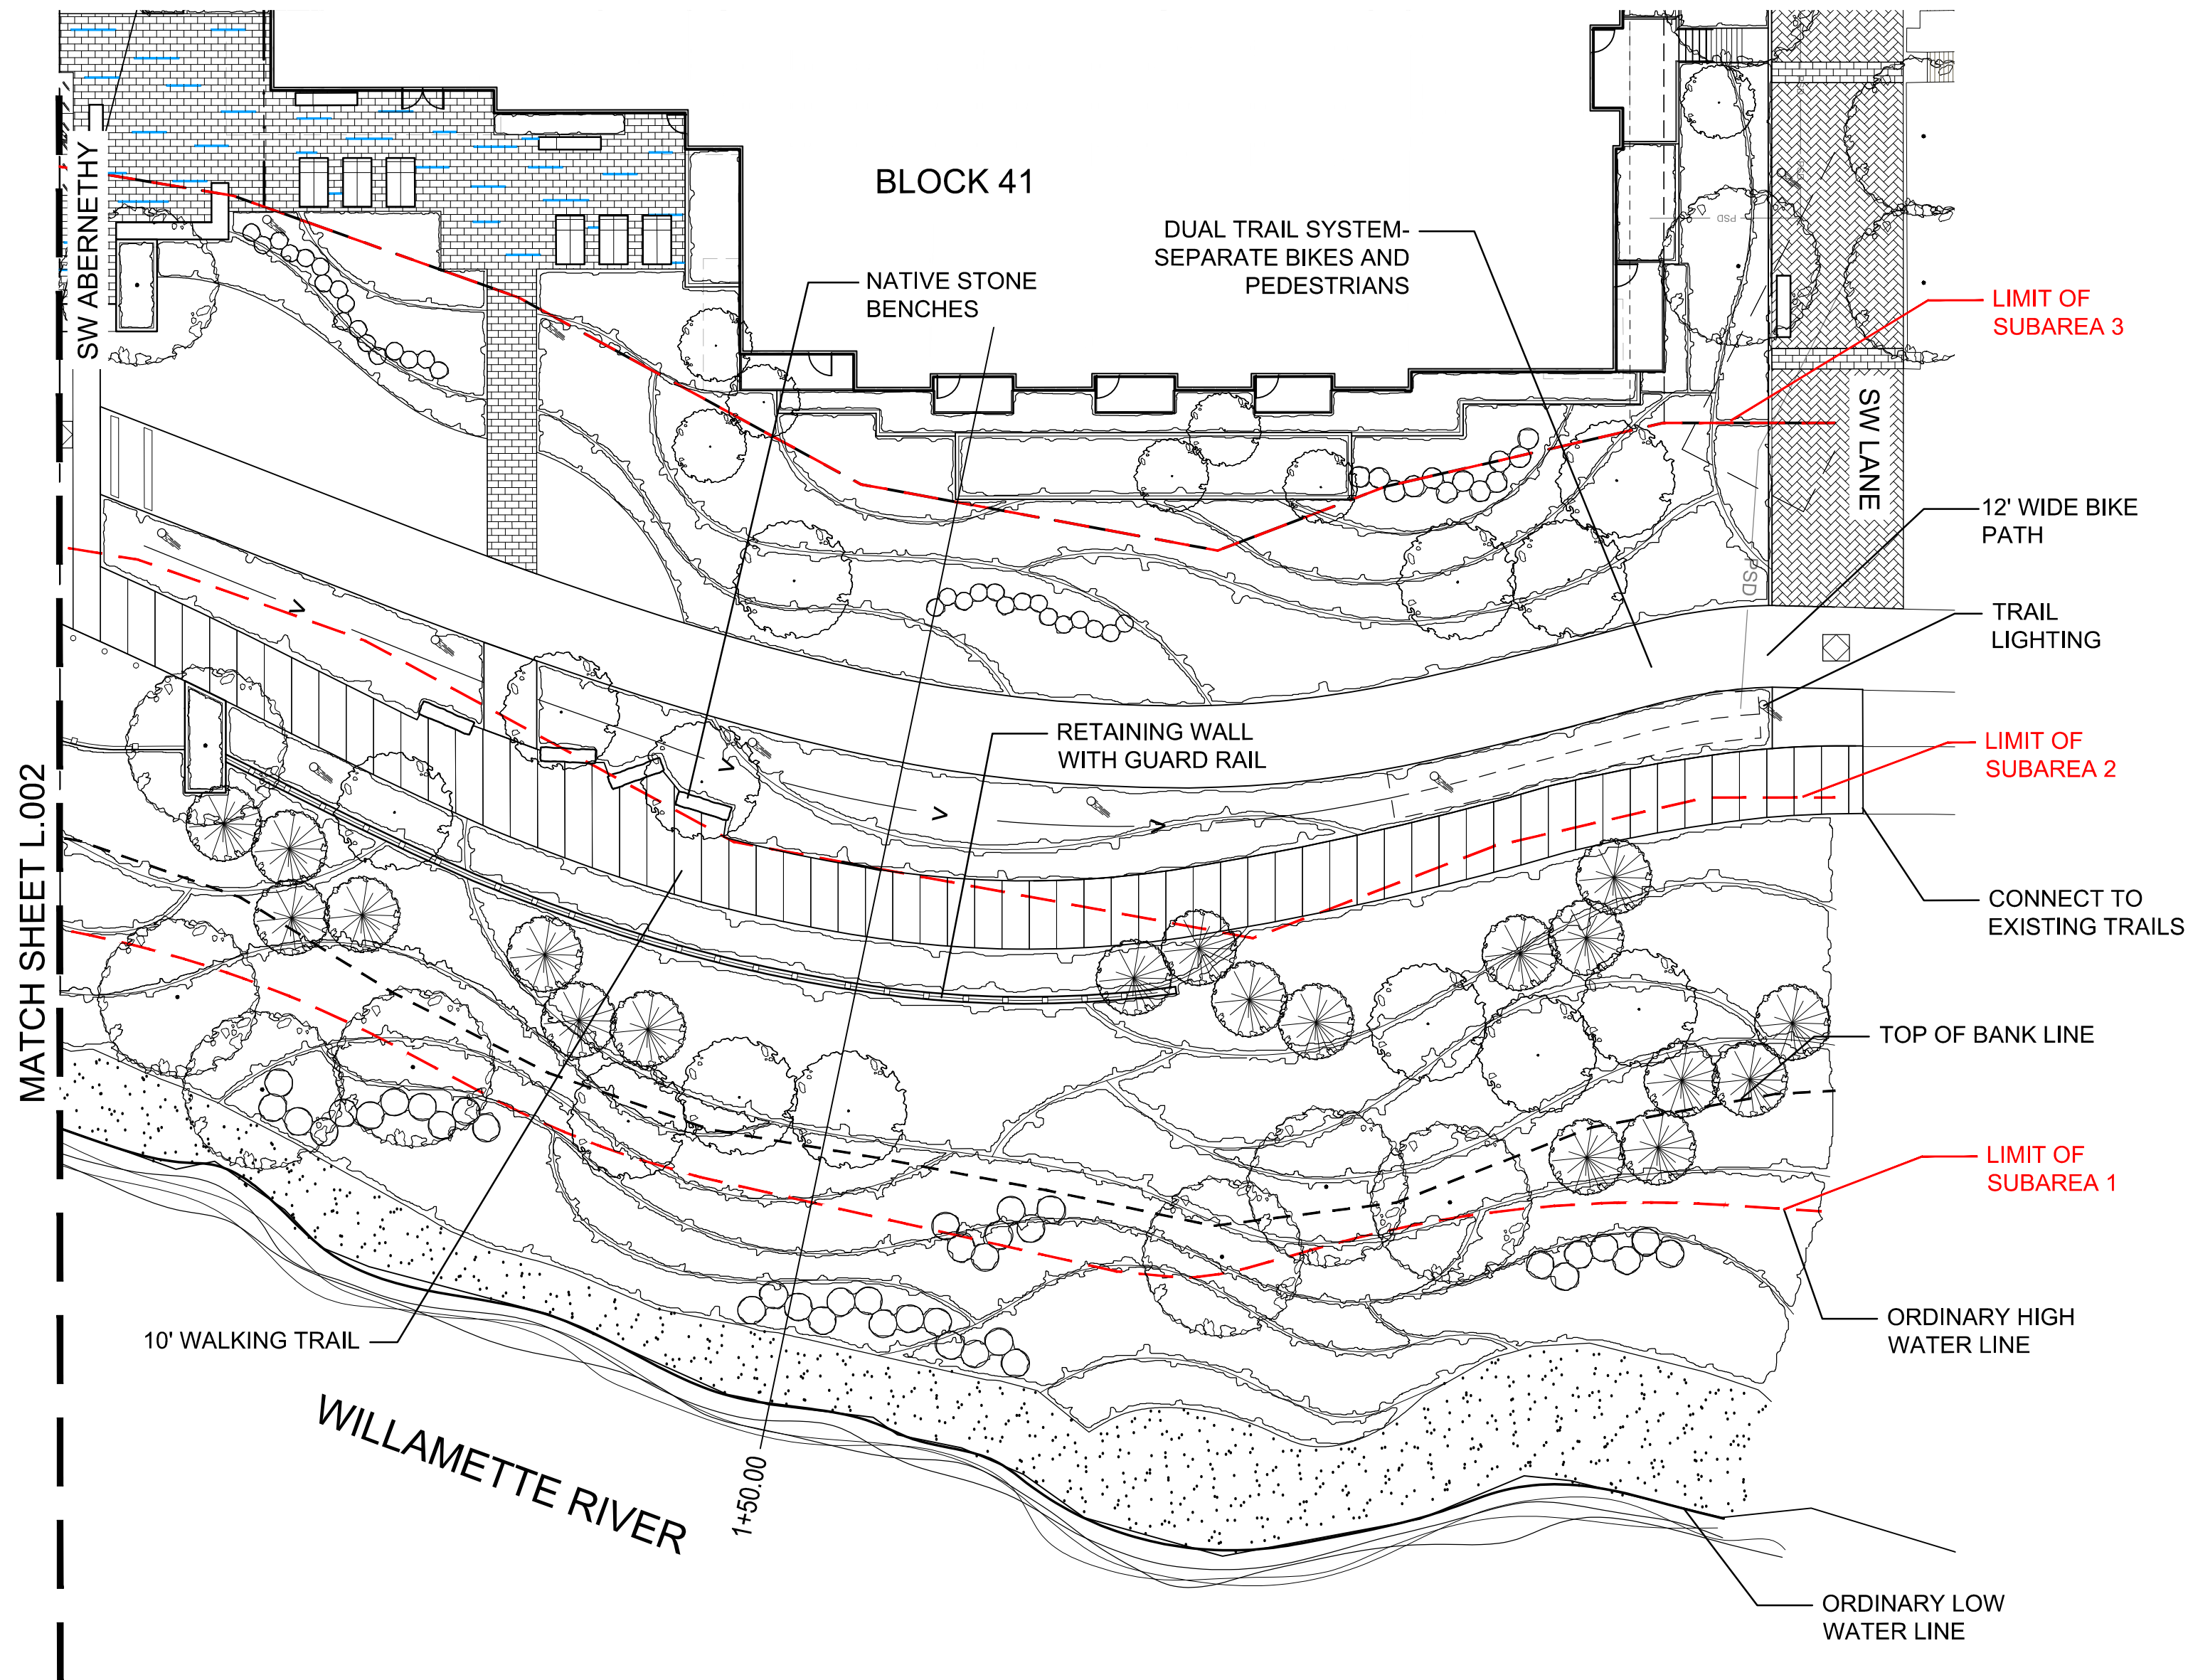 BLOCK 41
SW ABERNETHY
DUAL TRAIL SYSTEM-
SEPARATE BIKES AND
PEDESTRIANS
NATIVE STONE
BENCHES
PSD
LIMIT OF
SUBAREA 3
SW LANE
12' WIDE BIKE
PATH
PSD
TRAIL
LIGHTING
RETAINING WALL
WITH GUARD RAIL
LIMIT OF
SUBAREA 2
MATCH SHEET L.002
CONNECT TO
EXISTING TRAILS
TOP OF BANK LINE
LIMIT OF
SUBAREA 1
10' WALKING TRAIL
ORDINARY HIGH
WATER LINE
WILLAMETTE RIVER
1+50.00
ORDINARY LOW
WATER LINE